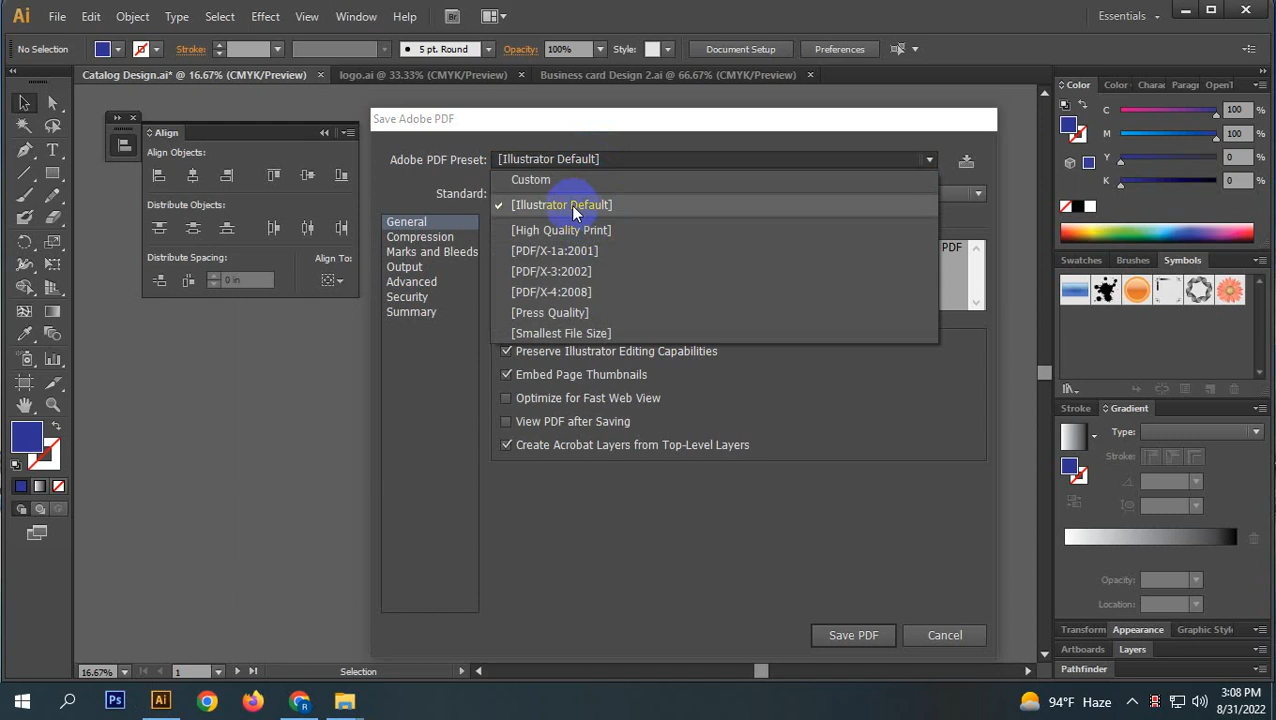 Ai File Edit Object Type Select Effect View Window Help Br Essentials
No Selection Stroke: 5 pt. Round Opacity: 100% Style: Document Setup Preferences
Catalog Design.ai* @ 16.67% (CMYK/Preview) × logo.ai @ 33.33% (CMYK/Preview) × Business card Design 2.ai @ 66.67% (CMYK/Preview) ×
Color Color Charac Paragr OpenT
Save Adobe PDF
C 100 %
M 100 %
Y 0 %
K 0 %
Align
Align Objects:
Distribute Objects:
Distribute Spacing: Align To:
0 in
Adobe PDF Preset: [Illustrator Default]
Custom
Standard:
[Illustrator Default]
[High Quality Print]
[PDF/X-1a:2001]
[PDF/X-3:2002]
[PDF/X-4:2008]
[Press Quality]
[Smallest File Size]
PDF
General
Compression
Marks and Bleeds
Output
Advanced
Security
Summary
Preserve Illustrator Editing Capabilities
Embed Page Thumbnails
Optimize for Fast Web View
View PDF after Saving
Create Acrobat Layers from Top-Level Layers
Save PDF Cancel
Swatches Brushes Symbols
Stroke Gradient
Type:
Stroke:
Opacity: %
Location: %
Transform Appearance Graphic Style
Artboards Layers
Pathfinder
16.67% 1 Selection
Ps Ai 94°F Haze 3:08 PM
8/31/2022